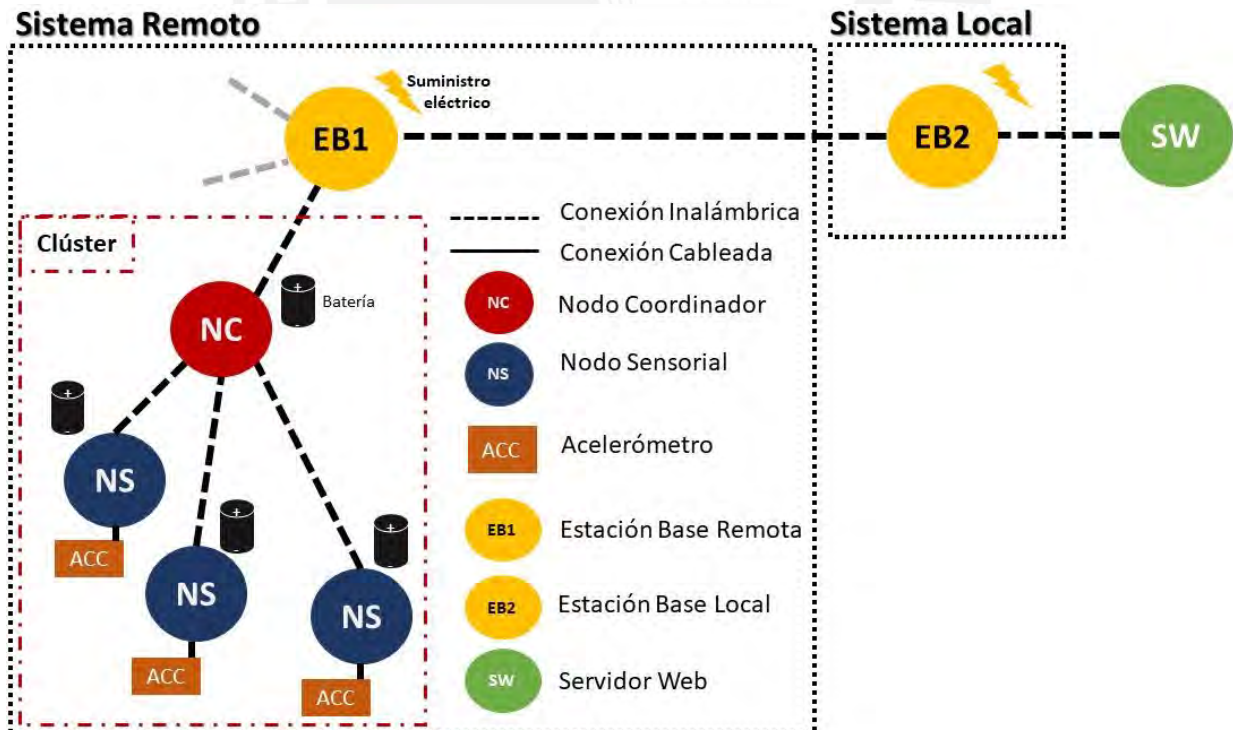 Sistema Remoto
Sistema Local
Suministro
eléctrico
EB1
EB2
SW
Clúster
Conexión Inalámbrica
Conexión Cableada
+
Batería
NC
NC
Nodo Coordinador
NS
Nodo Sensorial
+
NS
ACC
Acelerómetro
ACC
+
NS
ACC
+
NS
ACC
EB1
Estación Base Remota
EB2
Estación Base Local
SW
Servidor Web